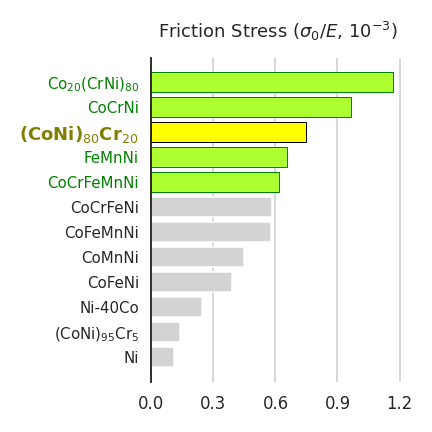 Friction Stress (σ₀/E, 10⁻³)
Co₂₀(CrNi)₈₀
CoCrNi
(CoNi)₈₀Cr₂₀
FeMnNi
CoCrFeMnNi
CoCrFeNi
CoFeMnNi
CoMnNi
CoFeNi
Ni-40Co
(CoNi)₉₅Cr₅
Ni
0.0 0.3 0.6 0.9 1.2